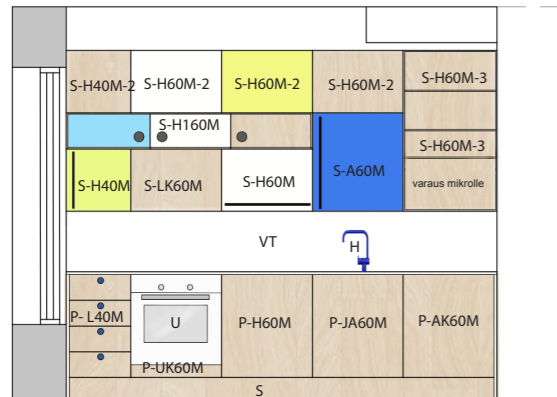 S-H40M-2 S-H60M-2 S-H60M-2 S-H60M-2 S-H60M-3
S-H160M
S-H60M-3
S-H40M S-LK60M S-H60M S-A60M varaus mikrolle
VT H
P- L40M U P-H60M P-JA60M P-AK60M
P-UK60M
S